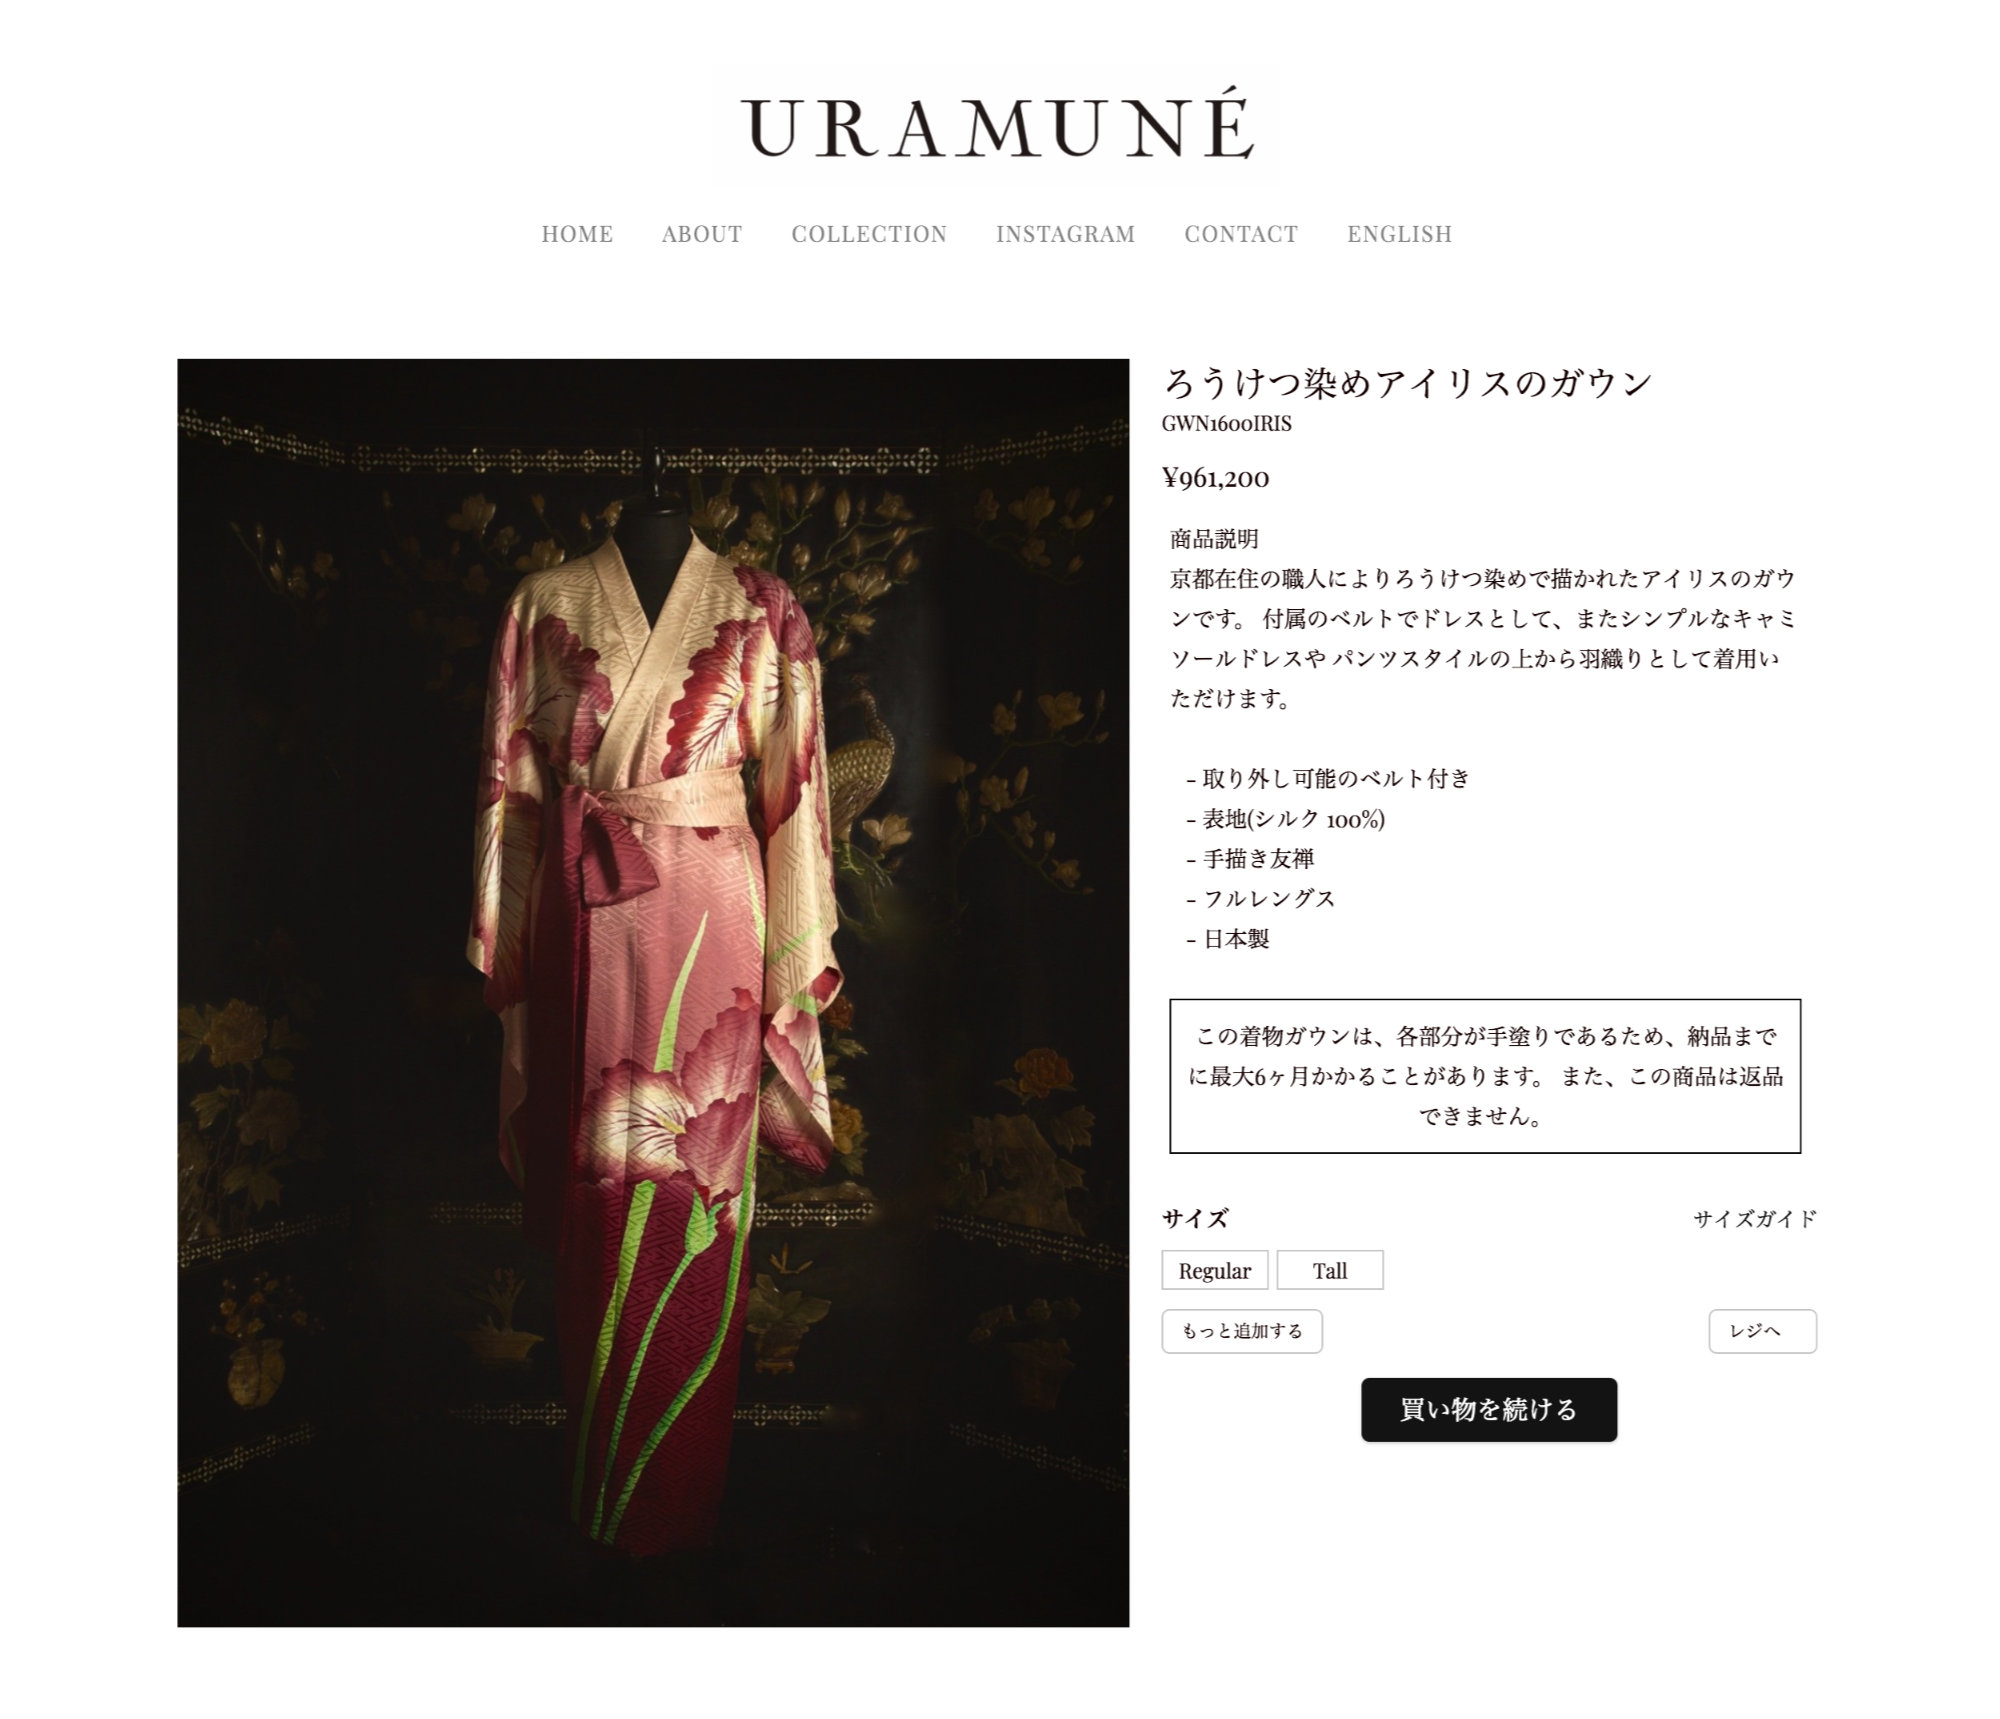 URAMUNÉ
HOME ABOUT COLLECTION INSTAGRAM CONTACT ENGLISH
ろうけつ染めアイリスのガウン
GWN1600IRIS
¥961,200
商品説明
京都在住の職人によりろうけつ染めで描かれたアイリスのガウ
ンです。 付属のベルトでドレスとして、またシンプルなキャミ
ソールドレスや パンツスタイルの上から羽織りとして着用い
ただけます。
- 取り外し可能のベルト付き
- 表地(シルク 100%)
- 手描き友禅
- フルレングス
- 日本製
この着物ガウンは、各部分が手塗りであるため、納品まで
に最大6ヶ月かかることがあります。 また、この商品は返品
できません。
サイズ サイズガイド
Regular Tall
もっと追加する レジへ
買い物を続ける